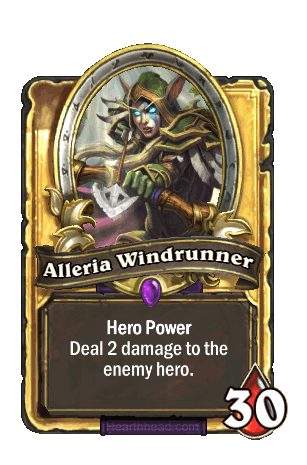 Alleria Windrunner
Hero Power
Deal 2 damage to the
enemy hero.
30
Hearthhead.com